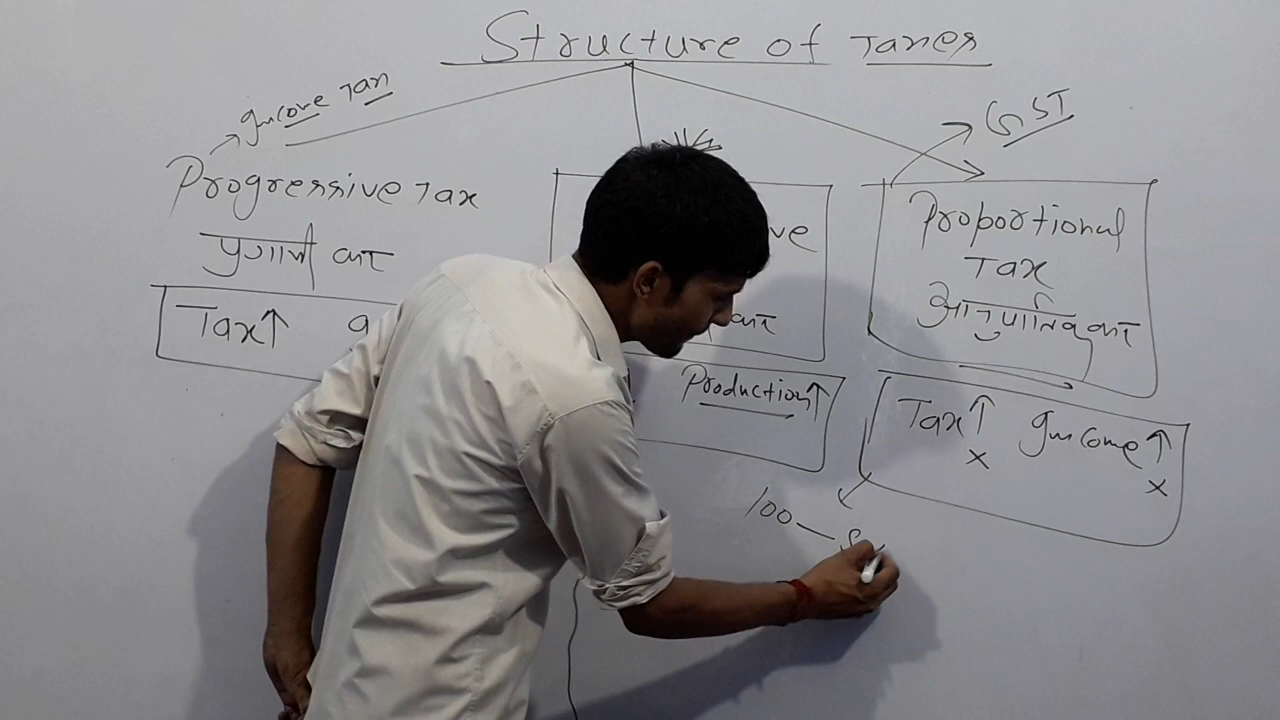 Structure of Taxes
Income Tax
GST
Progressive Tax
ve
Proportional
Tax
कर
कर
आनुपातिक कर
Tax↑
Production↑
Tax↑ Income↑
x x
100 —